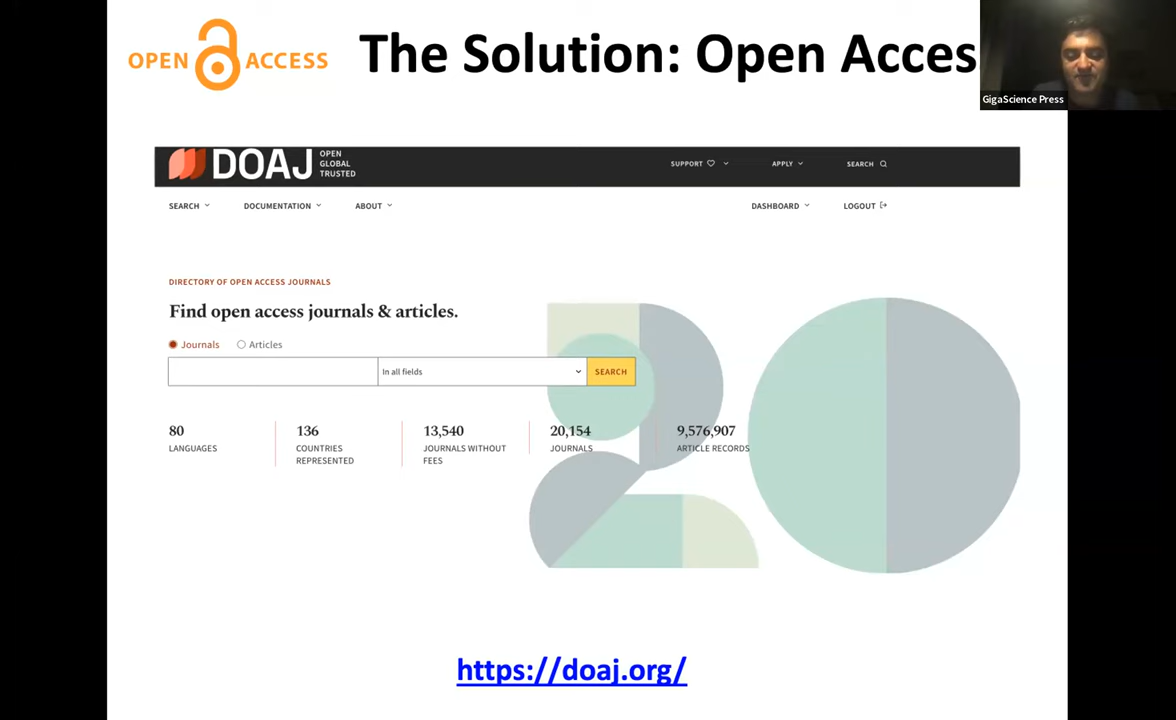 OPEN ACCESS
The Solution: Open Acces
GigaScience Press
DOAJ
OPEN
GLOBAL
TRUSTED
SUPPORT
APPLY
SEARCH
SEARCH
DOCUMENTATION
ABOUT
DASHBOARD
LOGOUT
DIRECTORY OF OPEN ACCESS JOURNALS
Find open access journals & articles.
Journals
Articles
In all fields
SEARCH
80
LANGUAGES
136
COUNTRIES
REPRESENTED
13,540
JOURNALS WITHOUT
FEES
20,154
JOURNALS
9,576,907
ARTICLE RECORDS
20
https://doaj.org/